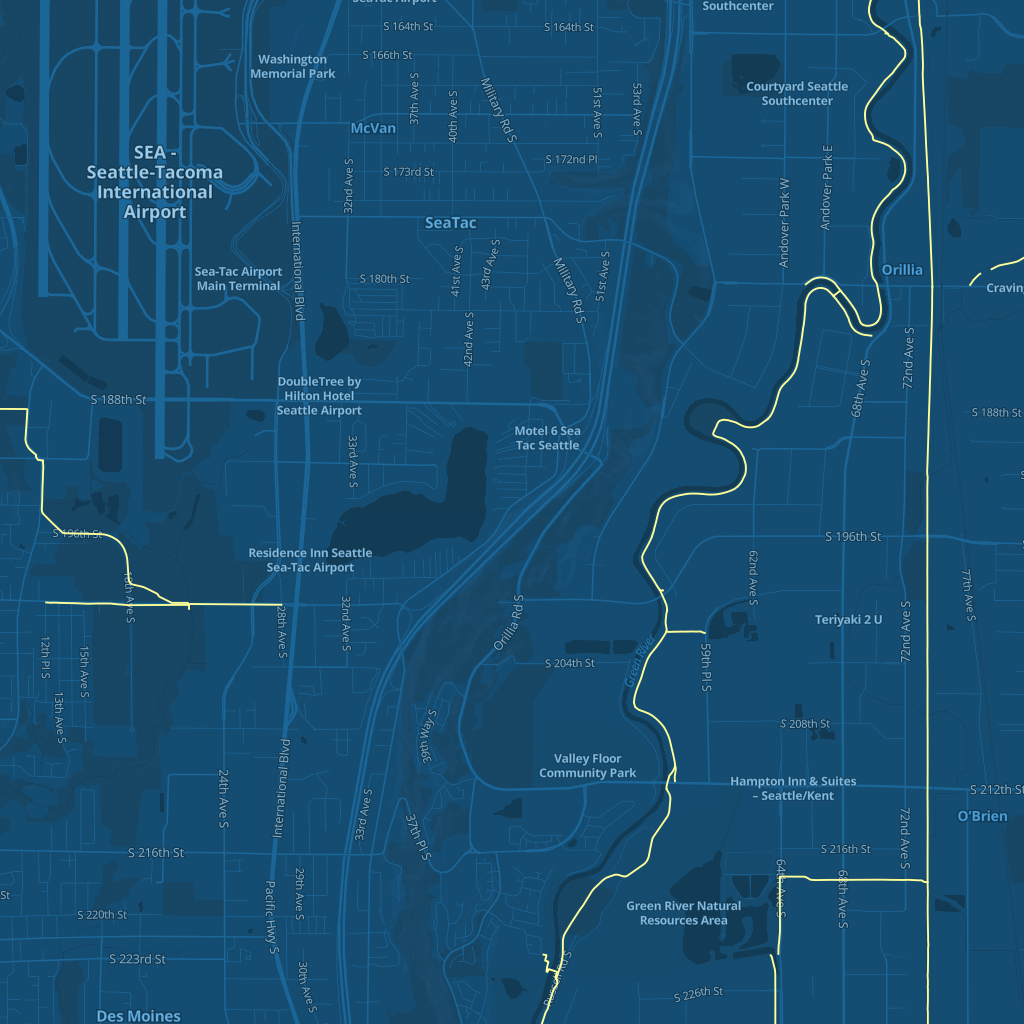 SeaTac Airport
Southcenter
S 164th St
S 164th St
S 166th St
Washington
Memorial Park
37th Ave S
40th Ave S
Military Rd S
51st Ave S
53rd Ave S
Courtyard Seattle
Southcenter
McVan
SEA -
Seattle-Tacoma
International
Airport
S 172nd Pl
S 173rd St
32nd Ave S
Andover Park W
Andover Park E
SeaTac
International Blvd
41st Ave S
43rd Ave S
Military Rd S
51st Ave S
Sea-Tac Airport
Main Terminal
S 180th St
Orillia
Craving
42nd Ave S
72nd Ave S
68th Ave S
DoubleTree by
Hilton Hotel
Seattle Airport
S 188th St
S 188th St
Motel 6 Sea
Tac Seattle
33rd Ave S
S 196th St
S 196th St
Residence Inn Seattle
Sea-Tac Airport
18th Ave S
28th Ave S
32nd Ave S
62nd Ave S
77th Ave S
Orillia Rd S
Teriyaki 2 U
72nd Ave S
12th Pl S
15th Ave S
13th Ave S
Green River
59th Pl S
S 204th St
39th Way S
S 208th St
Valley Floor
Community Park
Hampton Inn & Suites
– Seattle/Kent
S 212th St
O'Brien
24th Ave S
International Blvd
33rd Ave S
37th Pl S
72nd Ave S
S 216th St
S 216th St
St
29th Ave S
Pacific Hwy S
64th Ave S
68th Ave S
Green River Natural
Resources Area
S 220th St
S 223rd St
30th Ave S
Russell Rd S
S 226th St
Des Moines